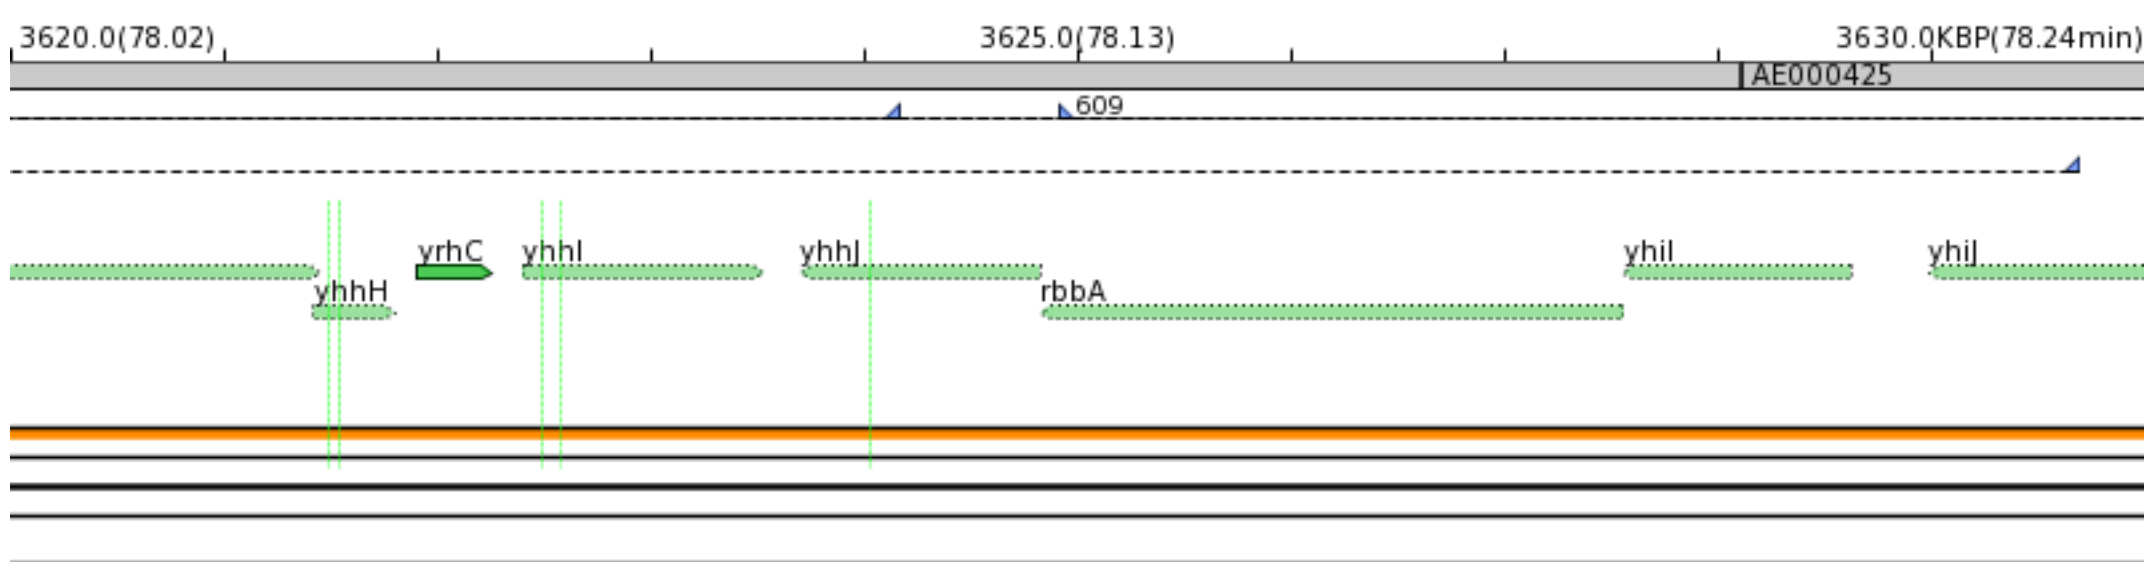 3620.0(78.02) 3625.0(78.13) 3630.0KBP(78.24min)
AE000425
609
yrhC yhhI yhhJ yhiI yhiJ
yhhH rbbA